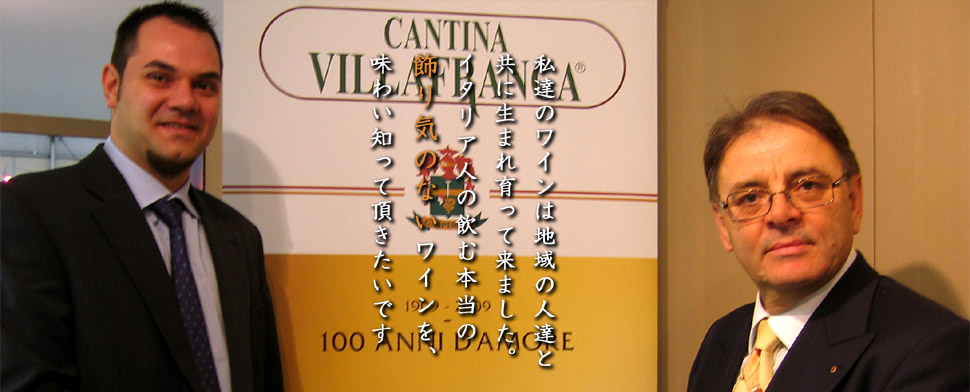 CANTINA
VILLAFRANCA®
私達のワインは地域の人達と
共に生まれ育って来ました。
イタリア人の飲む本当の
飾り気のないワインを、
味わい知って頂きたいです
100 ANNI D'AMORE